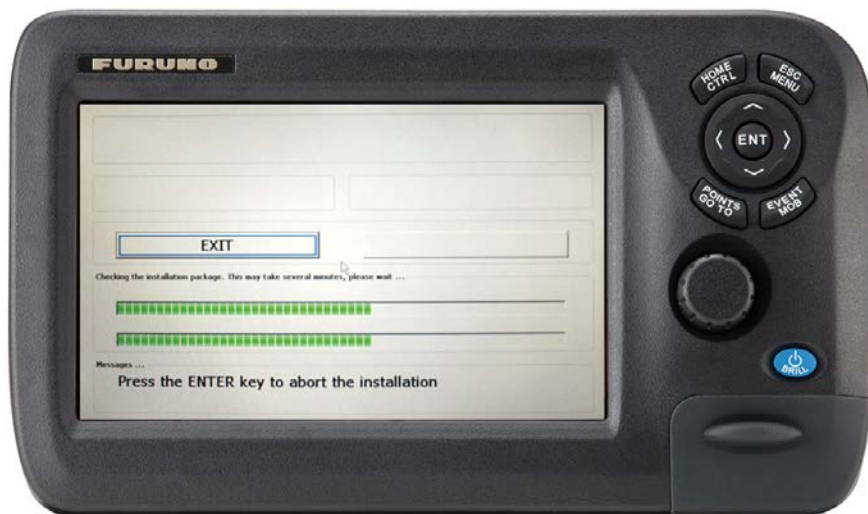 FURUNO
HOME
CTRL
ESC
MENU
ENT
POINTS
GO TO
EVENT
MOB
BRILL
EXIT
Checking the installation package. This may take several minutes, please wait ...
Messages ...
Press the ENTER key to abort the installation